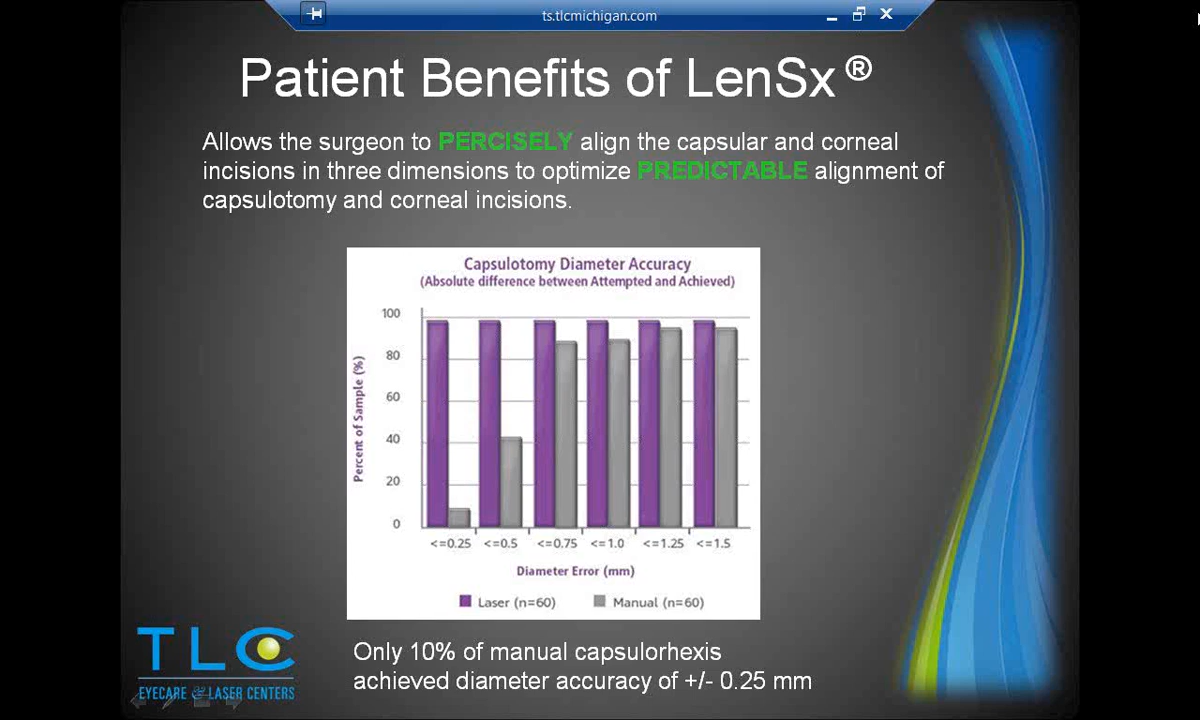 ts.tlcmichigan.com
Patient Benefits of LenSx ®
Allows the surgeon to PERCISELY align the capsular and corneal
incisions in three dimensions to optimize PREDICTABLE alignment of
capsulotomy and corneal incisions.
Capsulotomy Diameter Accuracy
(Absolute difference between Attempted and Achieved)
Percent of Sample (%)
100
80
60
40
20
0
<=0.25 <=0.5 <=0.75 <=1.0 <=1.25 <=1.5
Diameter Error (mm)
Laser (n=60) Manual (n=60)
TLC
EYECARE & LASER CENTERS
Only 10% of manual capsulorhexis
achieved diameter accuracy of +/- 0.25 mm